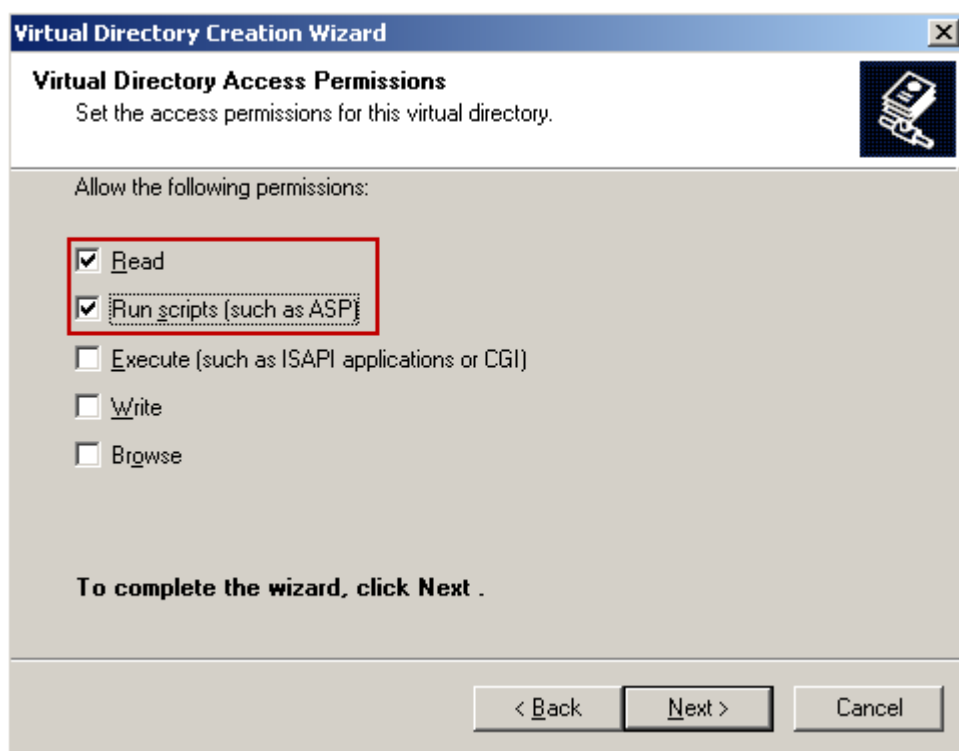 Virtual Directory Creation Wizard
Virtual Directory Access Permissions
Set the access permissions for this virtual directory.
Allow the following permissions:
Read
Run scripts (such as ASP)
Execute (such as ISAPI applications or CGI)
Write
Browse
To complete the wizard, click Next .
< Back Next > Cancel